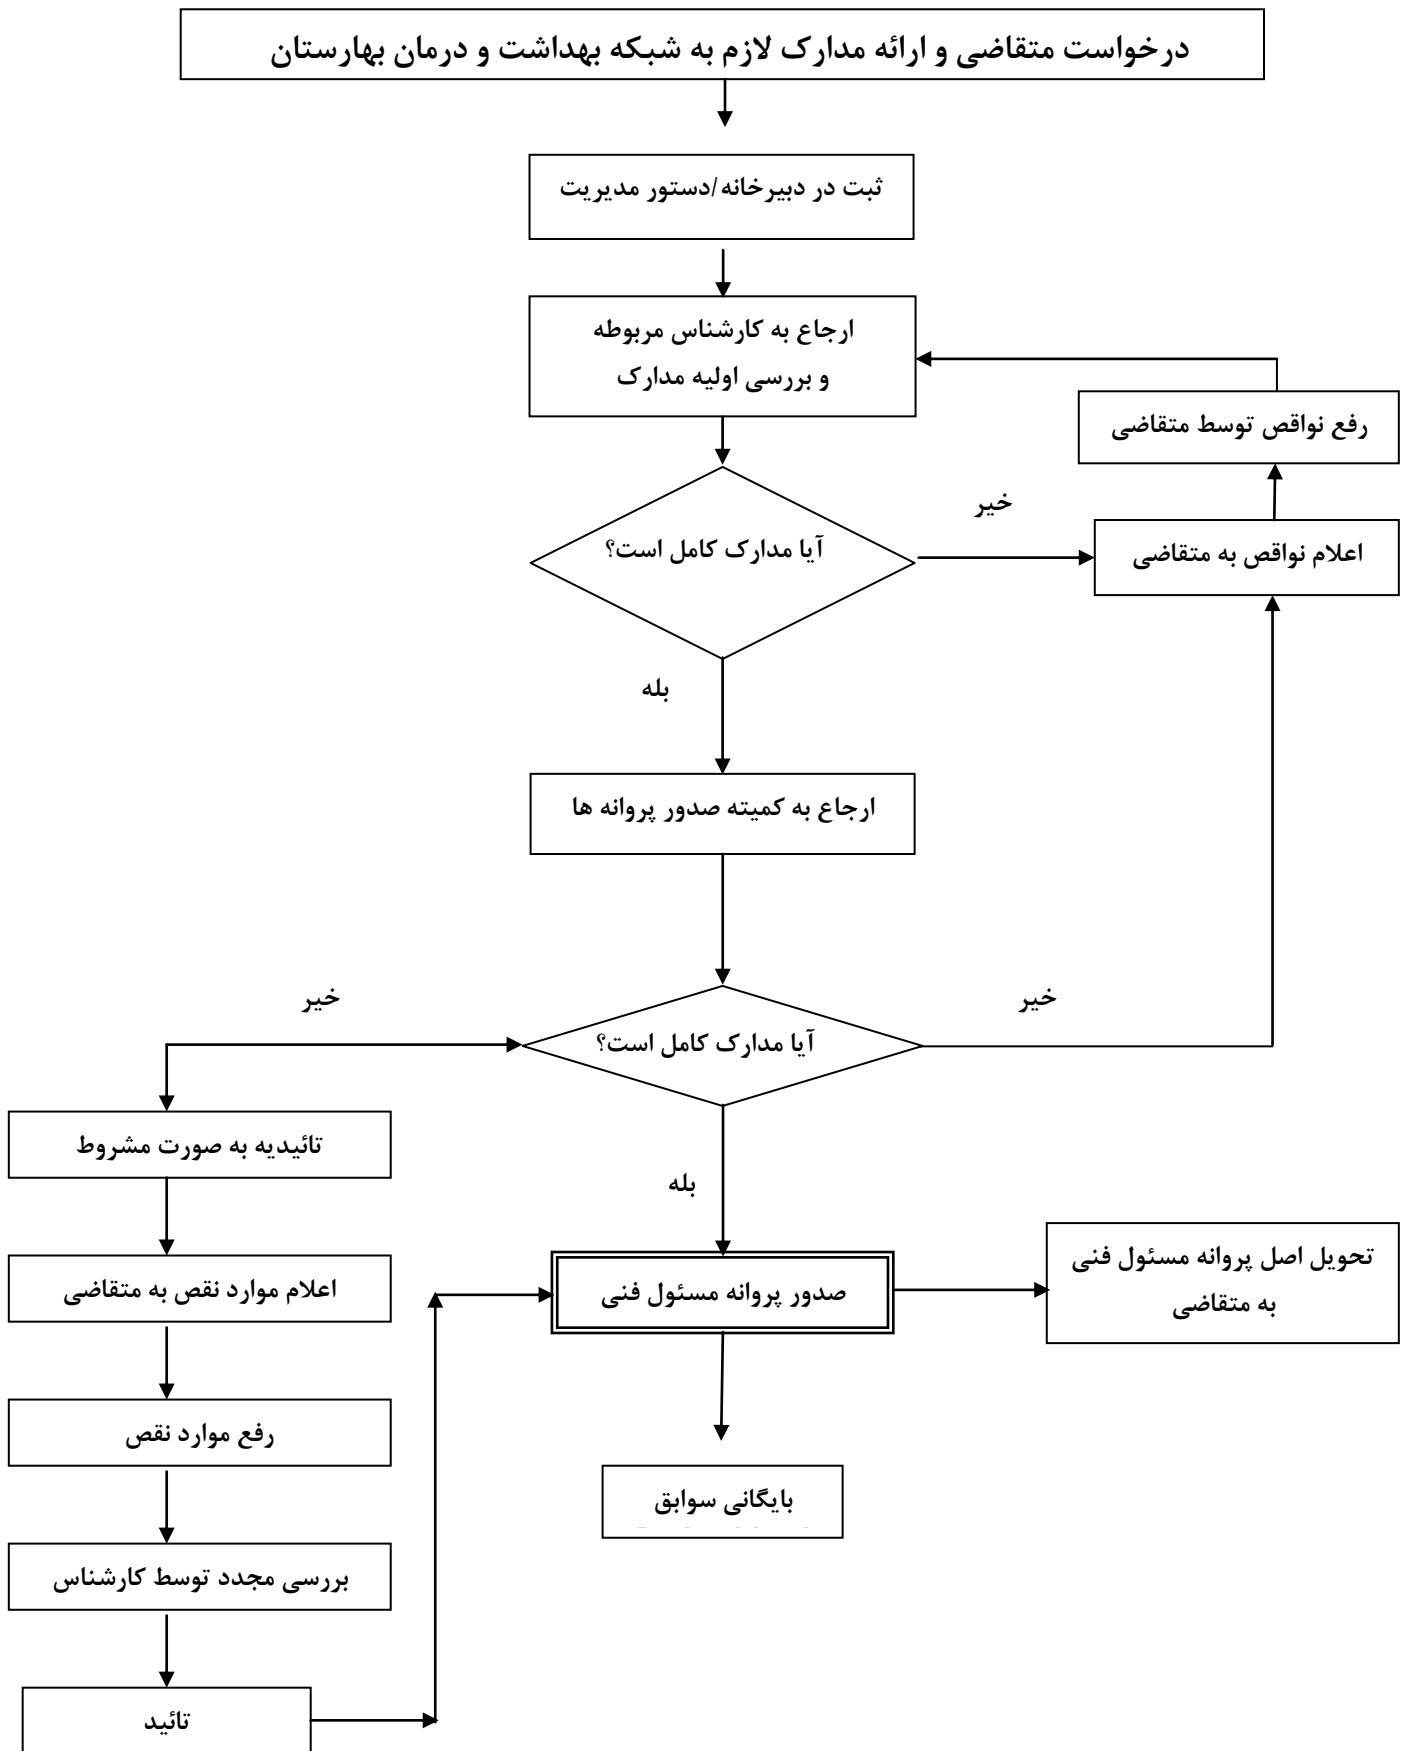 درخواست متقاضی و ارائه مدارک لازم به شبکه بهداشت و درمان بهارستان
ثبت در دبیرخانه/دستور مدیریت
ارجاع به کارشناس مربوطه
و بررسی اولیه مدارک
رفع نواقص توسط متقاضی
خیر
آیا مدارک کامل است؟
اعلام نواقص به متقاضی
بله
ارجاع به کمیته صدور پروانه ها
خیر
خیر
آیا مدارک کامل است؟
تائیدیه به صورت مشروط
بله
تحویل اصل پروانه مسئول فنی
به متقاضی
صدور پروانه مسئول فنی
اعلام موارد نقص به متقاضی
رفع موارد نقص
بایگانی سوابق
بررسی مجدد توسط کارشناس
تائید